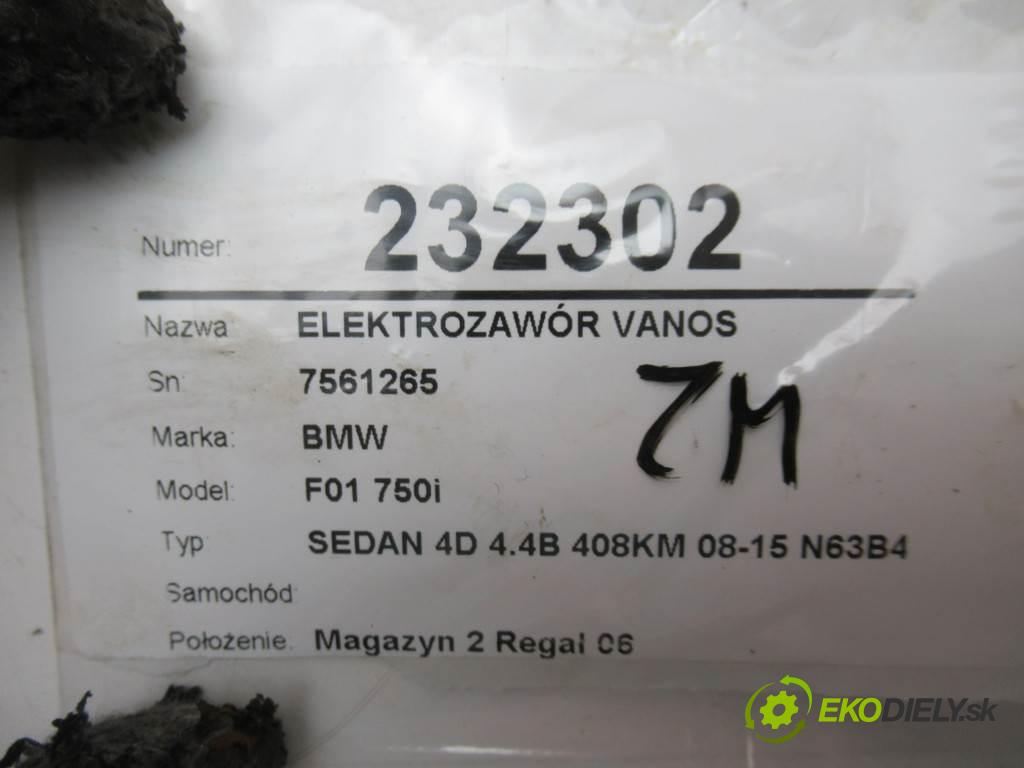 Numer: 232302
Nazwa ELEKTROZAWÓR VANOS
Sn: 7561265
Marka: BMW
Model: F01 750i
Typ SEDAN 4D 4.4B 408KM 08-15 N63B4
Samochód:
Położenie: Magazyn 2 Regał 06
ZM
EKODIELY.sk